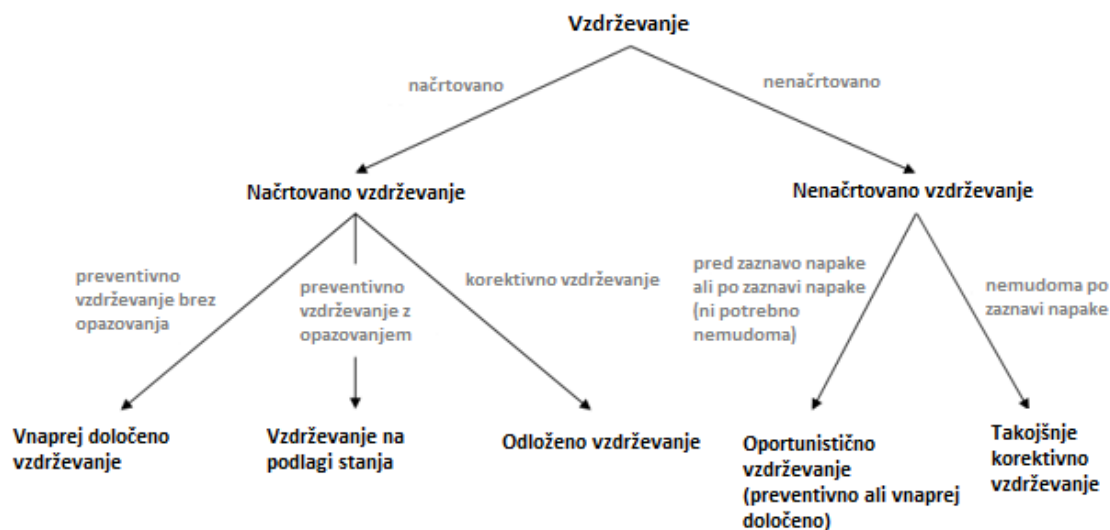 Vzdrževanje
načrtovano
nenačrtovano
Načrtovano vzdrževanje
Nenačrtovano vzdrževanje
preventivno
vzdrževanje brez
opazovanja
preventivno
vzdrževanje z
opazovanjem
korektivno vzdrževanje
pred zaznavo napake
ali po zaznavi napake
(ni potrebno
nemudoma)
nemudoma po
zaznavi napake
Vnaprej določeno
vzdrževanje
Vzdrževanje na
podlagi stanja
Odloženo vzdrževanje
Oportunistično
vzdrževanje
(preventivno ali vnaprej
določeno)
Takojšnje
korektivno
vzdrževanje